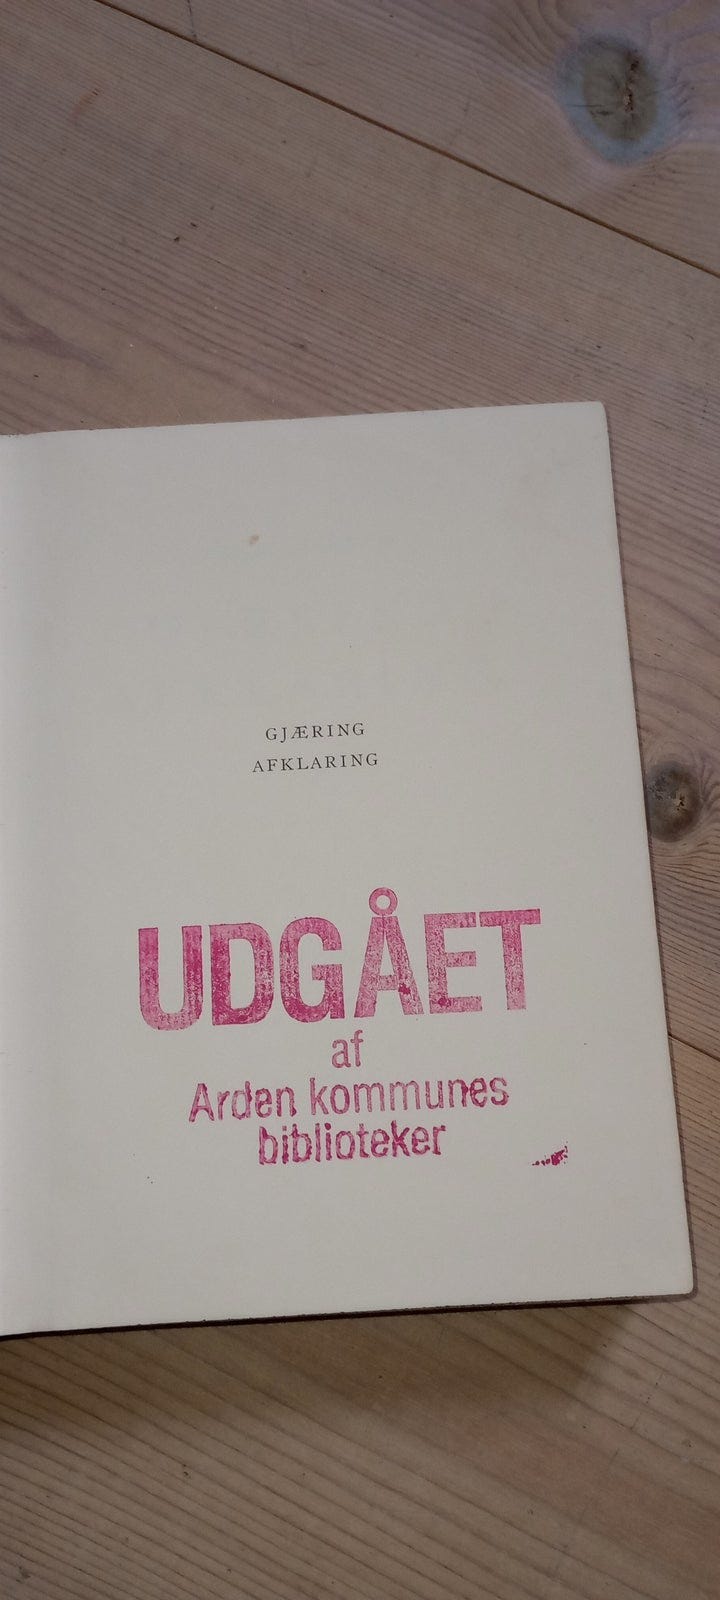 GJÆRING
AFKLARING
UDGÅET
af
Arden kommunes
biblioteker